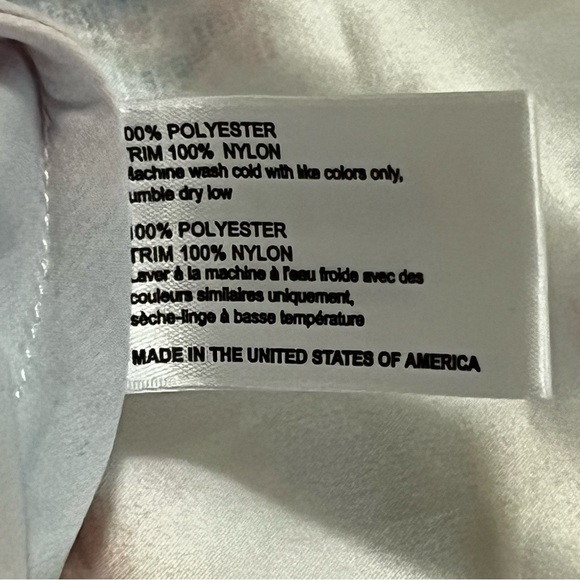 00% POLYESTER
TRIM 100% NYLON
Machine wash cold with like colors only,
umble dry low
100% POLYESTER
TRIM 100% NYLON
Laver à la machine à l'eau froide avec des
couleurs similaires uniquement,
sèche-linge à basse température
MADE IN THE UNITED STATES OF AMERICA